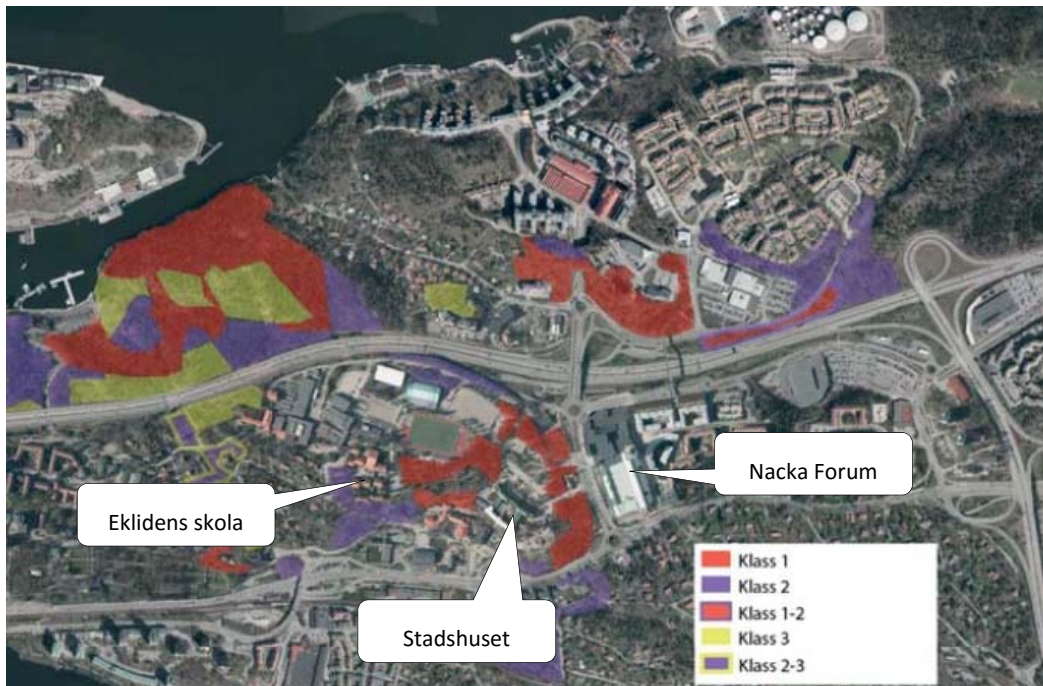 Nacka Forum
Eklidens skola
Stadshuset
Klass 1
Klass 2
Klass 1-2
Klass 3
Klass 2-3